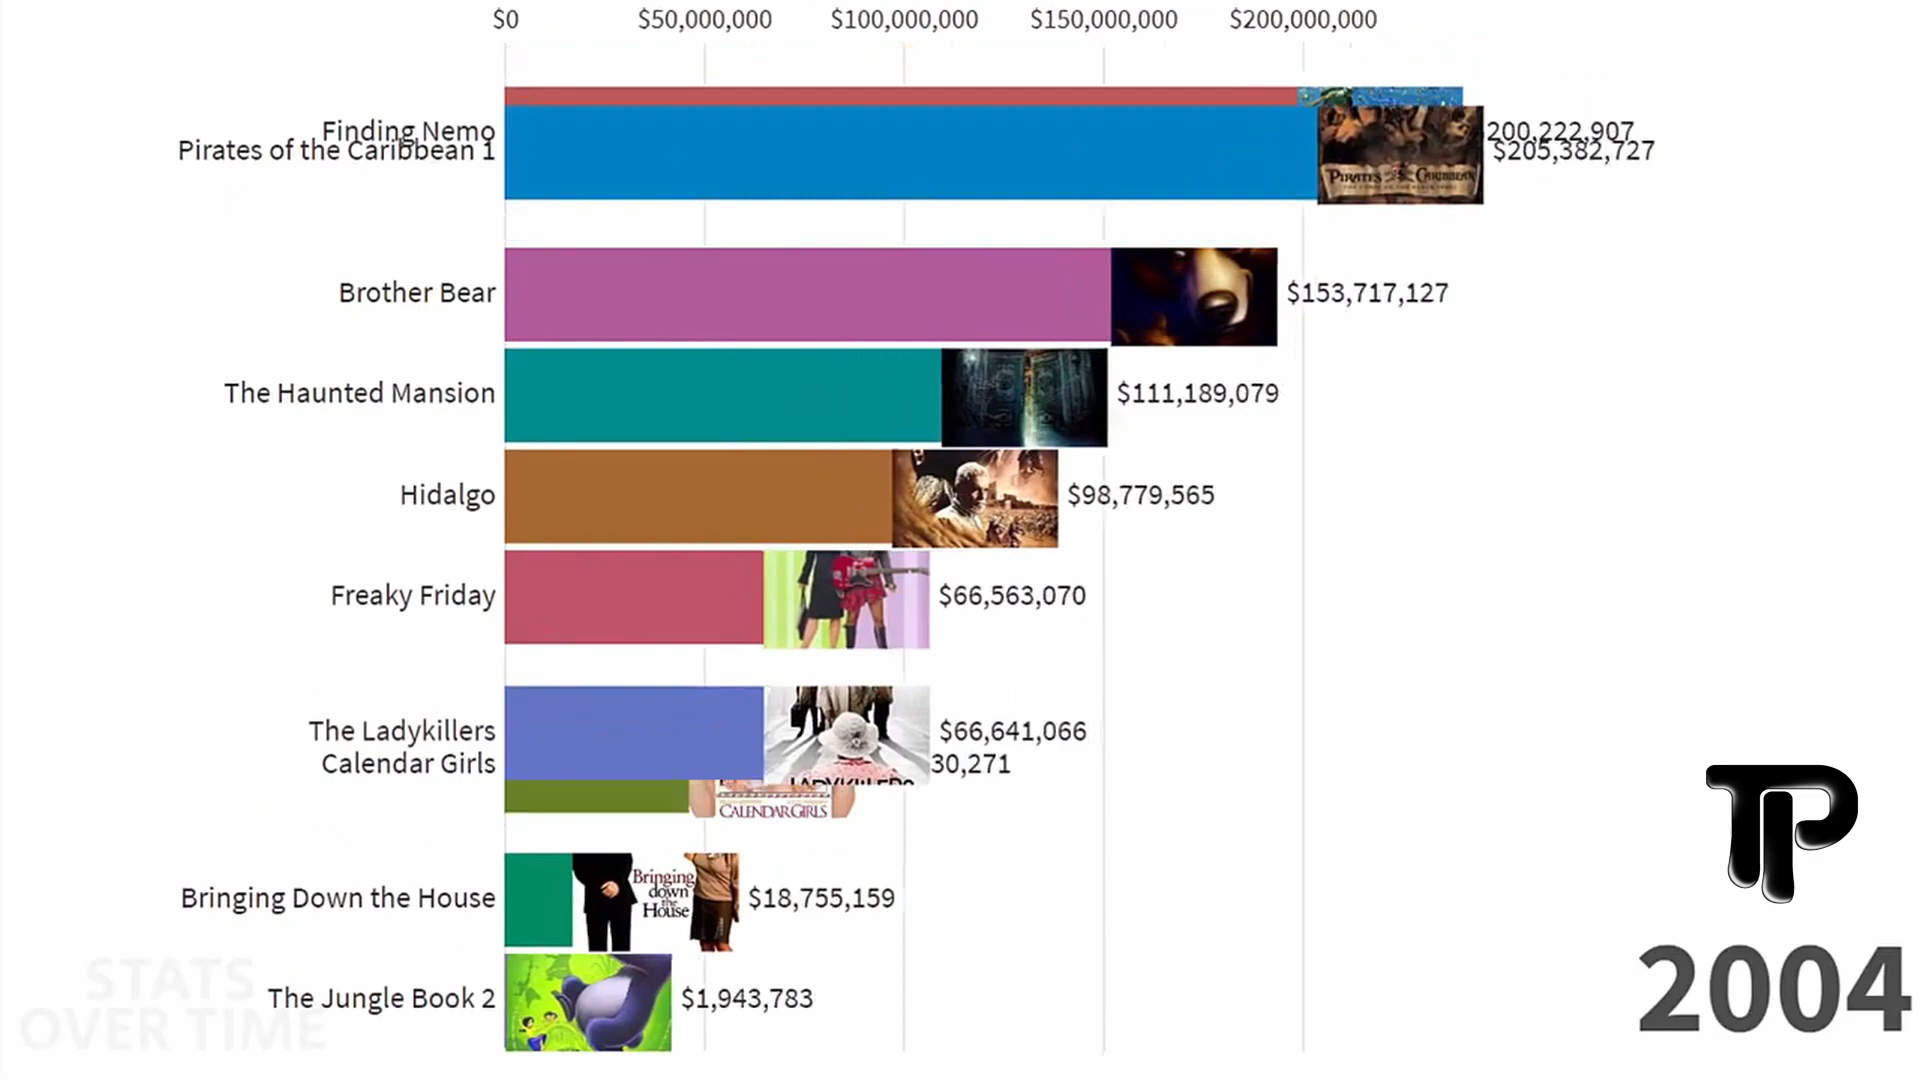 $0 $50,000,000 $100,000,000 $150,000,000 $200,000,000
Finding Nemo 200,222,907
Pirates of the Caribbean 1 PIRATES CARIBBEAN $205,382,727
Brother Bear $153,717,127
The Haunted Mansion $111,189,079
Hidalgo $98,779,565
Freaky Friday $66,563,070
The Ladykillers $66,641,066
Calendar Girls 30,271
LADYKILLERS
CALENDAR GIRLS
Bringing Down the House $18,755,159
Bringing
down
the
House
The Jungle Book 2 $1,943,783
STATS
OVER TIME
TP
2004